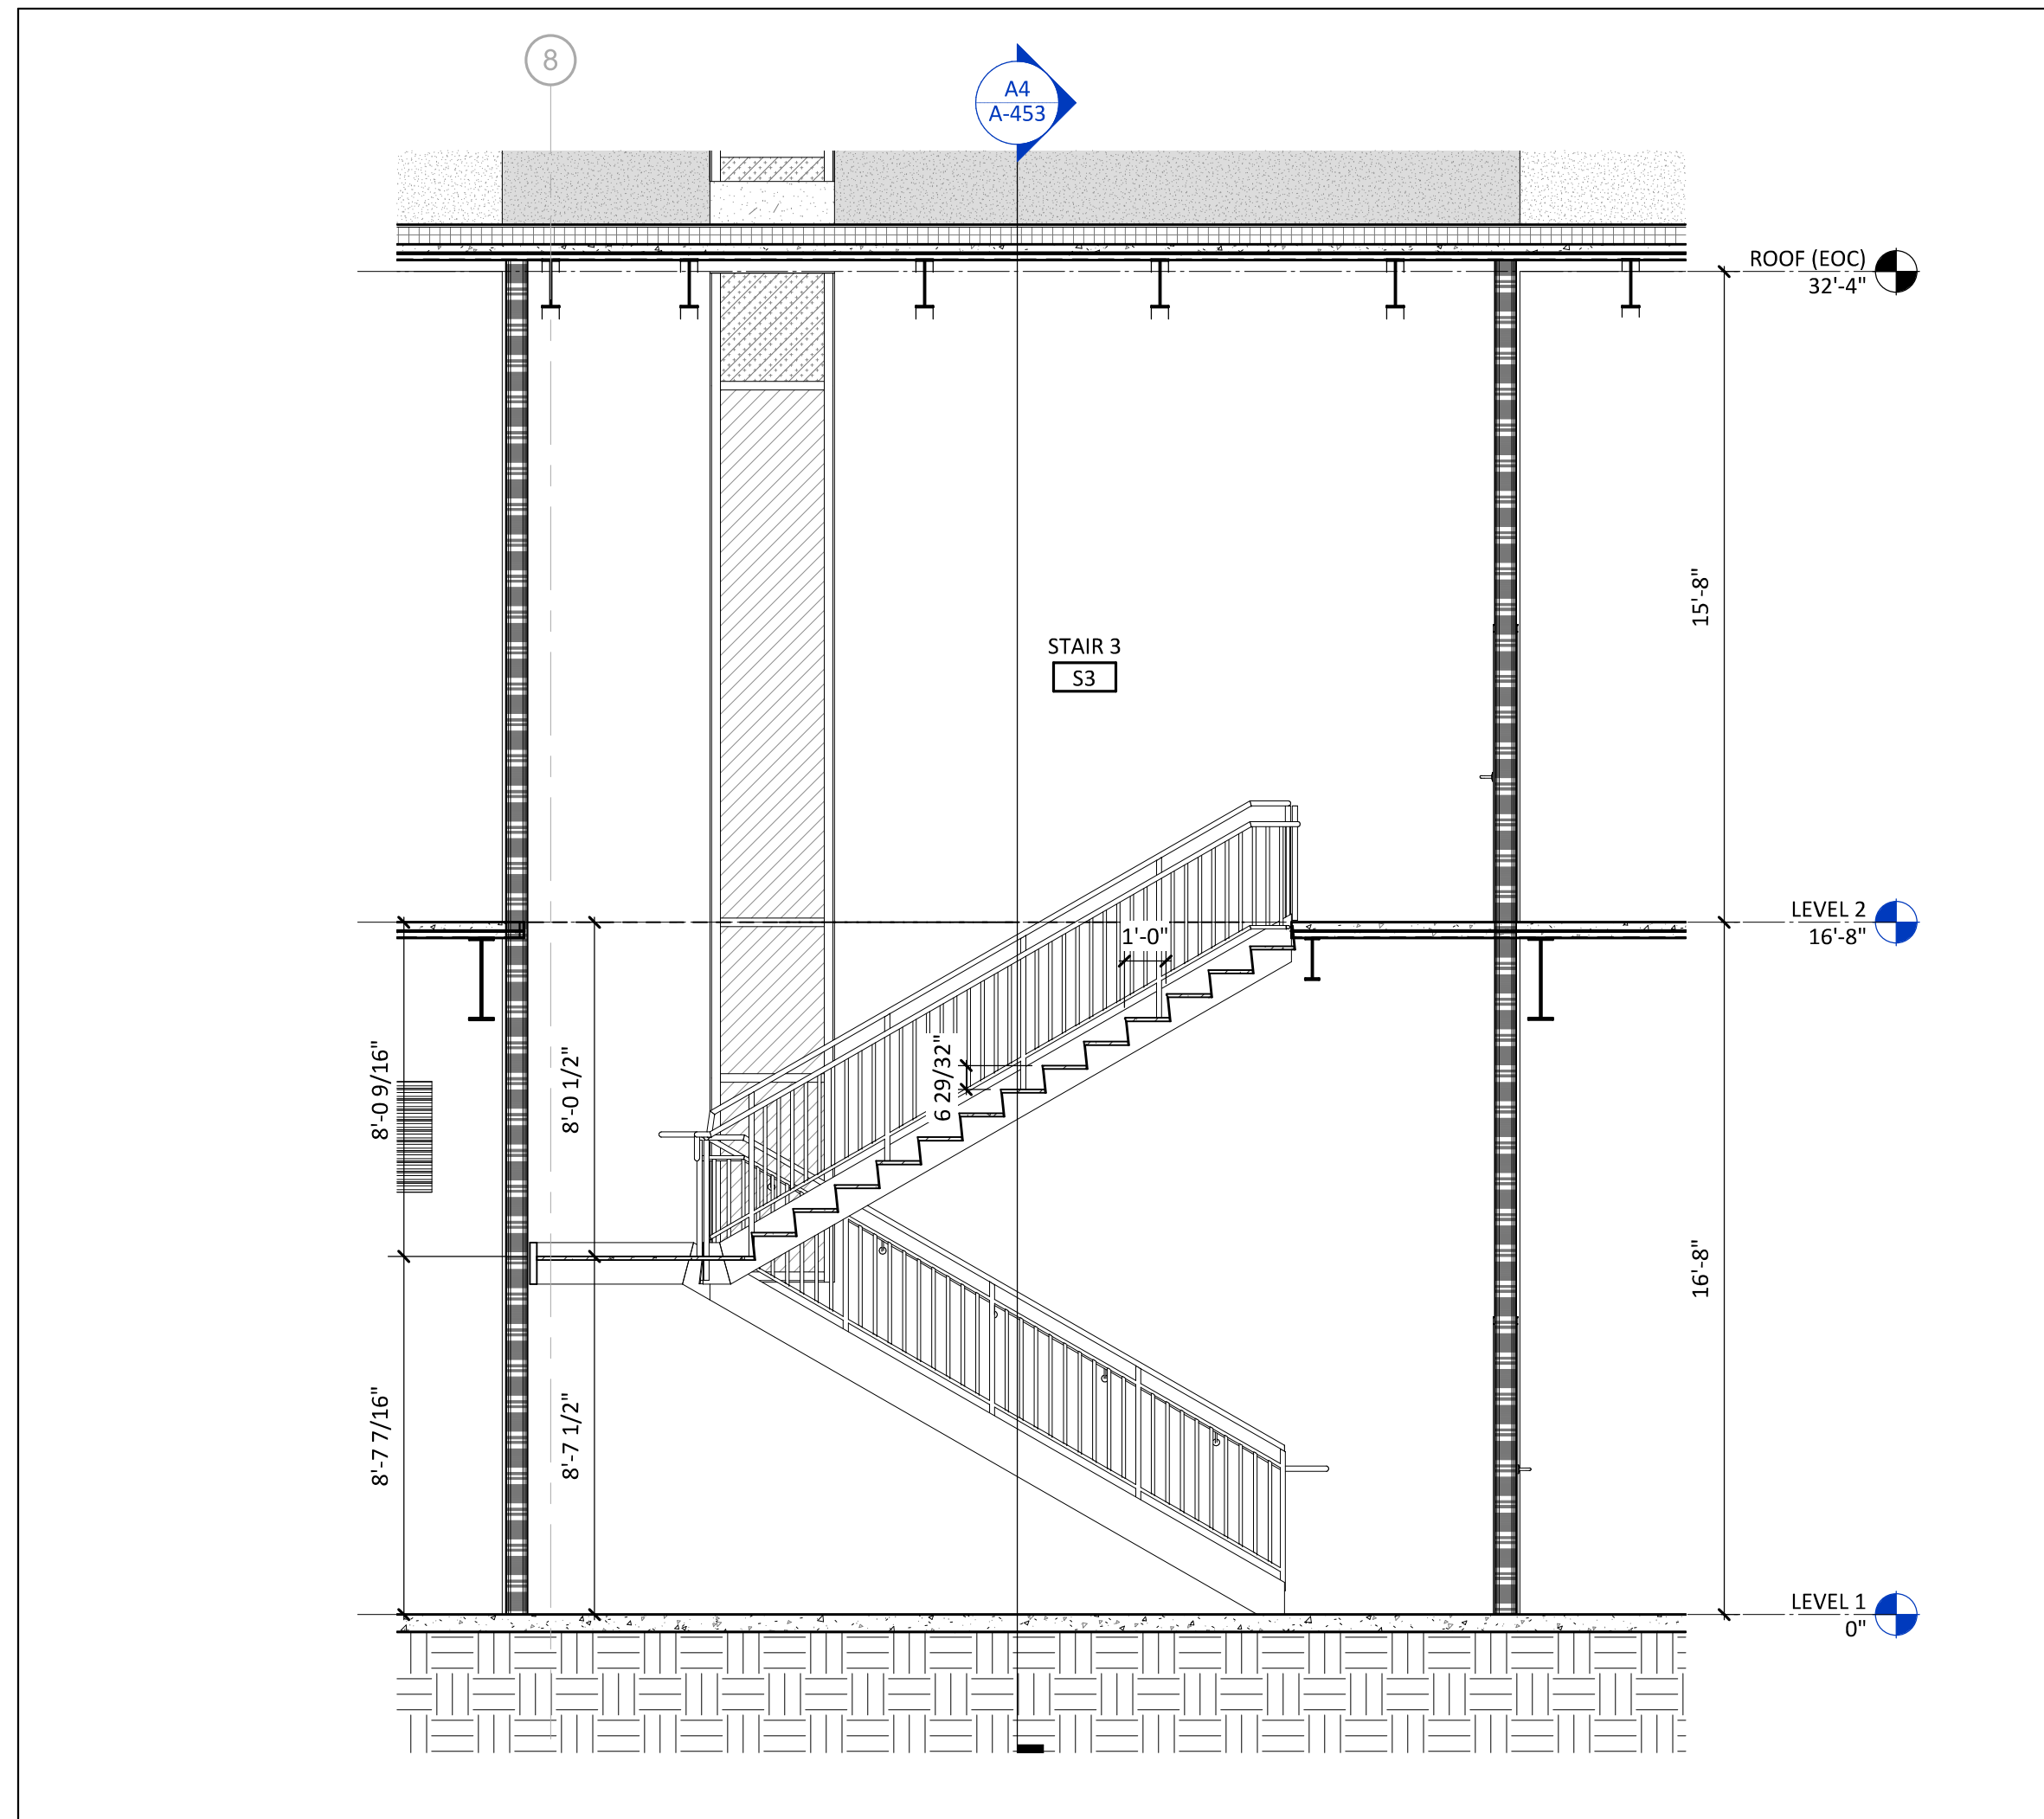 8
A4
A-453
ROOF (EOC)
32'-4"
15'-8"
STAIR 3
S3
LEVEL 2
16'-8"
1'-0"
6 29/32"
8'-0 9/16"
8'-0 1/2"
16'-8"
8'-7 7/16"
8'-7 1/2"
LEVEL 1
0"